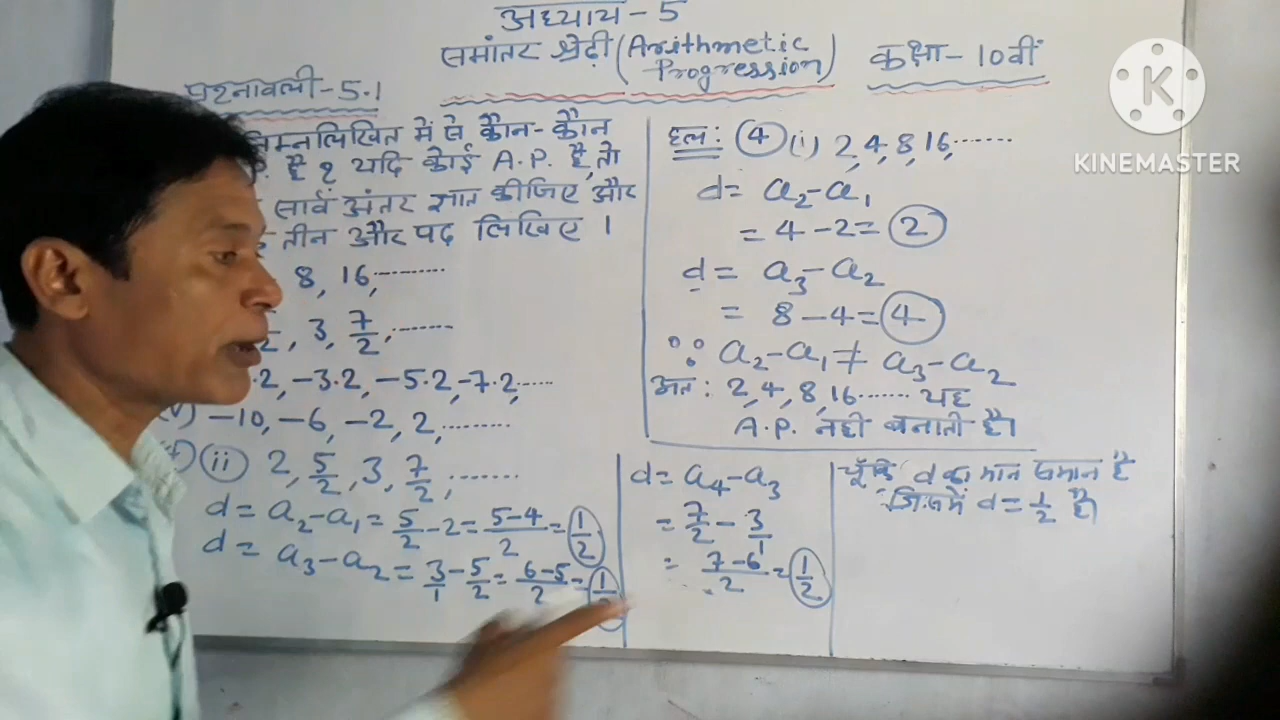 अध्याय - 5
समांतर श्रेढ़ी (Arithmetic Progression) कक्षा - 10वीं
प्रश्नावली - 5.1
निम्नलिखित में से कौन - कौन
P. है ? यदि कोई A.P. है, तो
सार्व अंतर ज्ञात कीजिए और
तीन और पद लिखिए ।
8, 16, ........
, 3, 7/2, ........
.2, -3.2, -5.2, -7.2, ......
(v) -10, -6, -2, 2, ........
(ii) 2, 5/2, 3, 7/2, ........
d = a₂ - a₁ = 5/2 - 2 = (5-4)/2 = 1/2
d = a₃ - a₂ = 3/1 - 5/2 = (6-5)/2 = 1/
हल : (4) (i) 2, 4, 8, 16, .......
d = a₂ - a₁
= 4 - 2 = 2
d = a₃ - a₂
= 8 - 4 = 4
∵ a₂ - a₁ ≠ a₃ - a₂
अत : 2, 4, 8, 16 ...... यह
A.P. नहीं बनाती है।
d = a₄ - a₃
= 7/2 - 3/1
= (7-6)/2 = 1/2
चूँकि d का मान समान है
जिसमें d = 1/2 है।
KINEMASTER